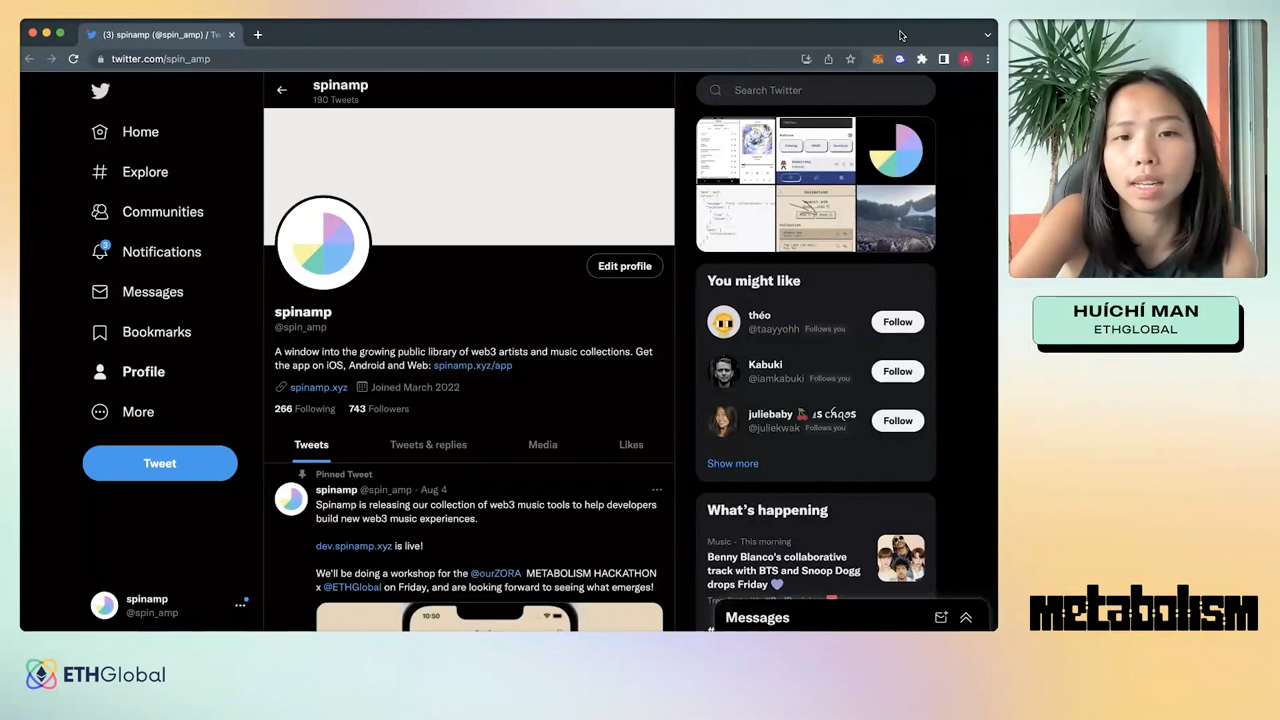 (3) spinamp (@spin_amp) / Tw
twitter.com/spin_amp
A
Home
Explore
Communities
3
Notifications
Messages
Bookmarks
Profile
More
Tweet
spinamp
@spin_amp
spinamp
190 Tweets
Edit profile
spinamp
@spin_amp
A window into the growing public library of web3 artists and music collections. Get
the app on iOS, Android and Web: spinamp.xyz/app
spinamp.xyz Joined March 2022
266 Following 743 Followers
Tweets Tweets & replies Media Likes
Pinned Tweet
spinamp @spin_amp · Aug 4
Spinamp is releasing our collection of web3 music tools to help developers
build new web3 music experiences.
dev.spinamp.xyz is live!
We'll be doing a workshop for the @ourZORA METABOLISM HACKATHON
x @ETHGlobal on Friday, and are looking forward to seeing what emerges!
10:50
Search Twitter
You might like
théo
@taayyohh Follows you
Follow
Kabuki
@iamkabuki Follows you
Follow
juliebaby 🍒 ıs chaos
@juliekwak Follows you
Follow
Show more
What's happening
Music · This morning
Benny Blanco's collaborative
track with BTS and Snoop Dogg
drops Friday 💜
Messages
HUÍCHÍ MAN
ETHGLOBAL
metabolism
ETHGlobal